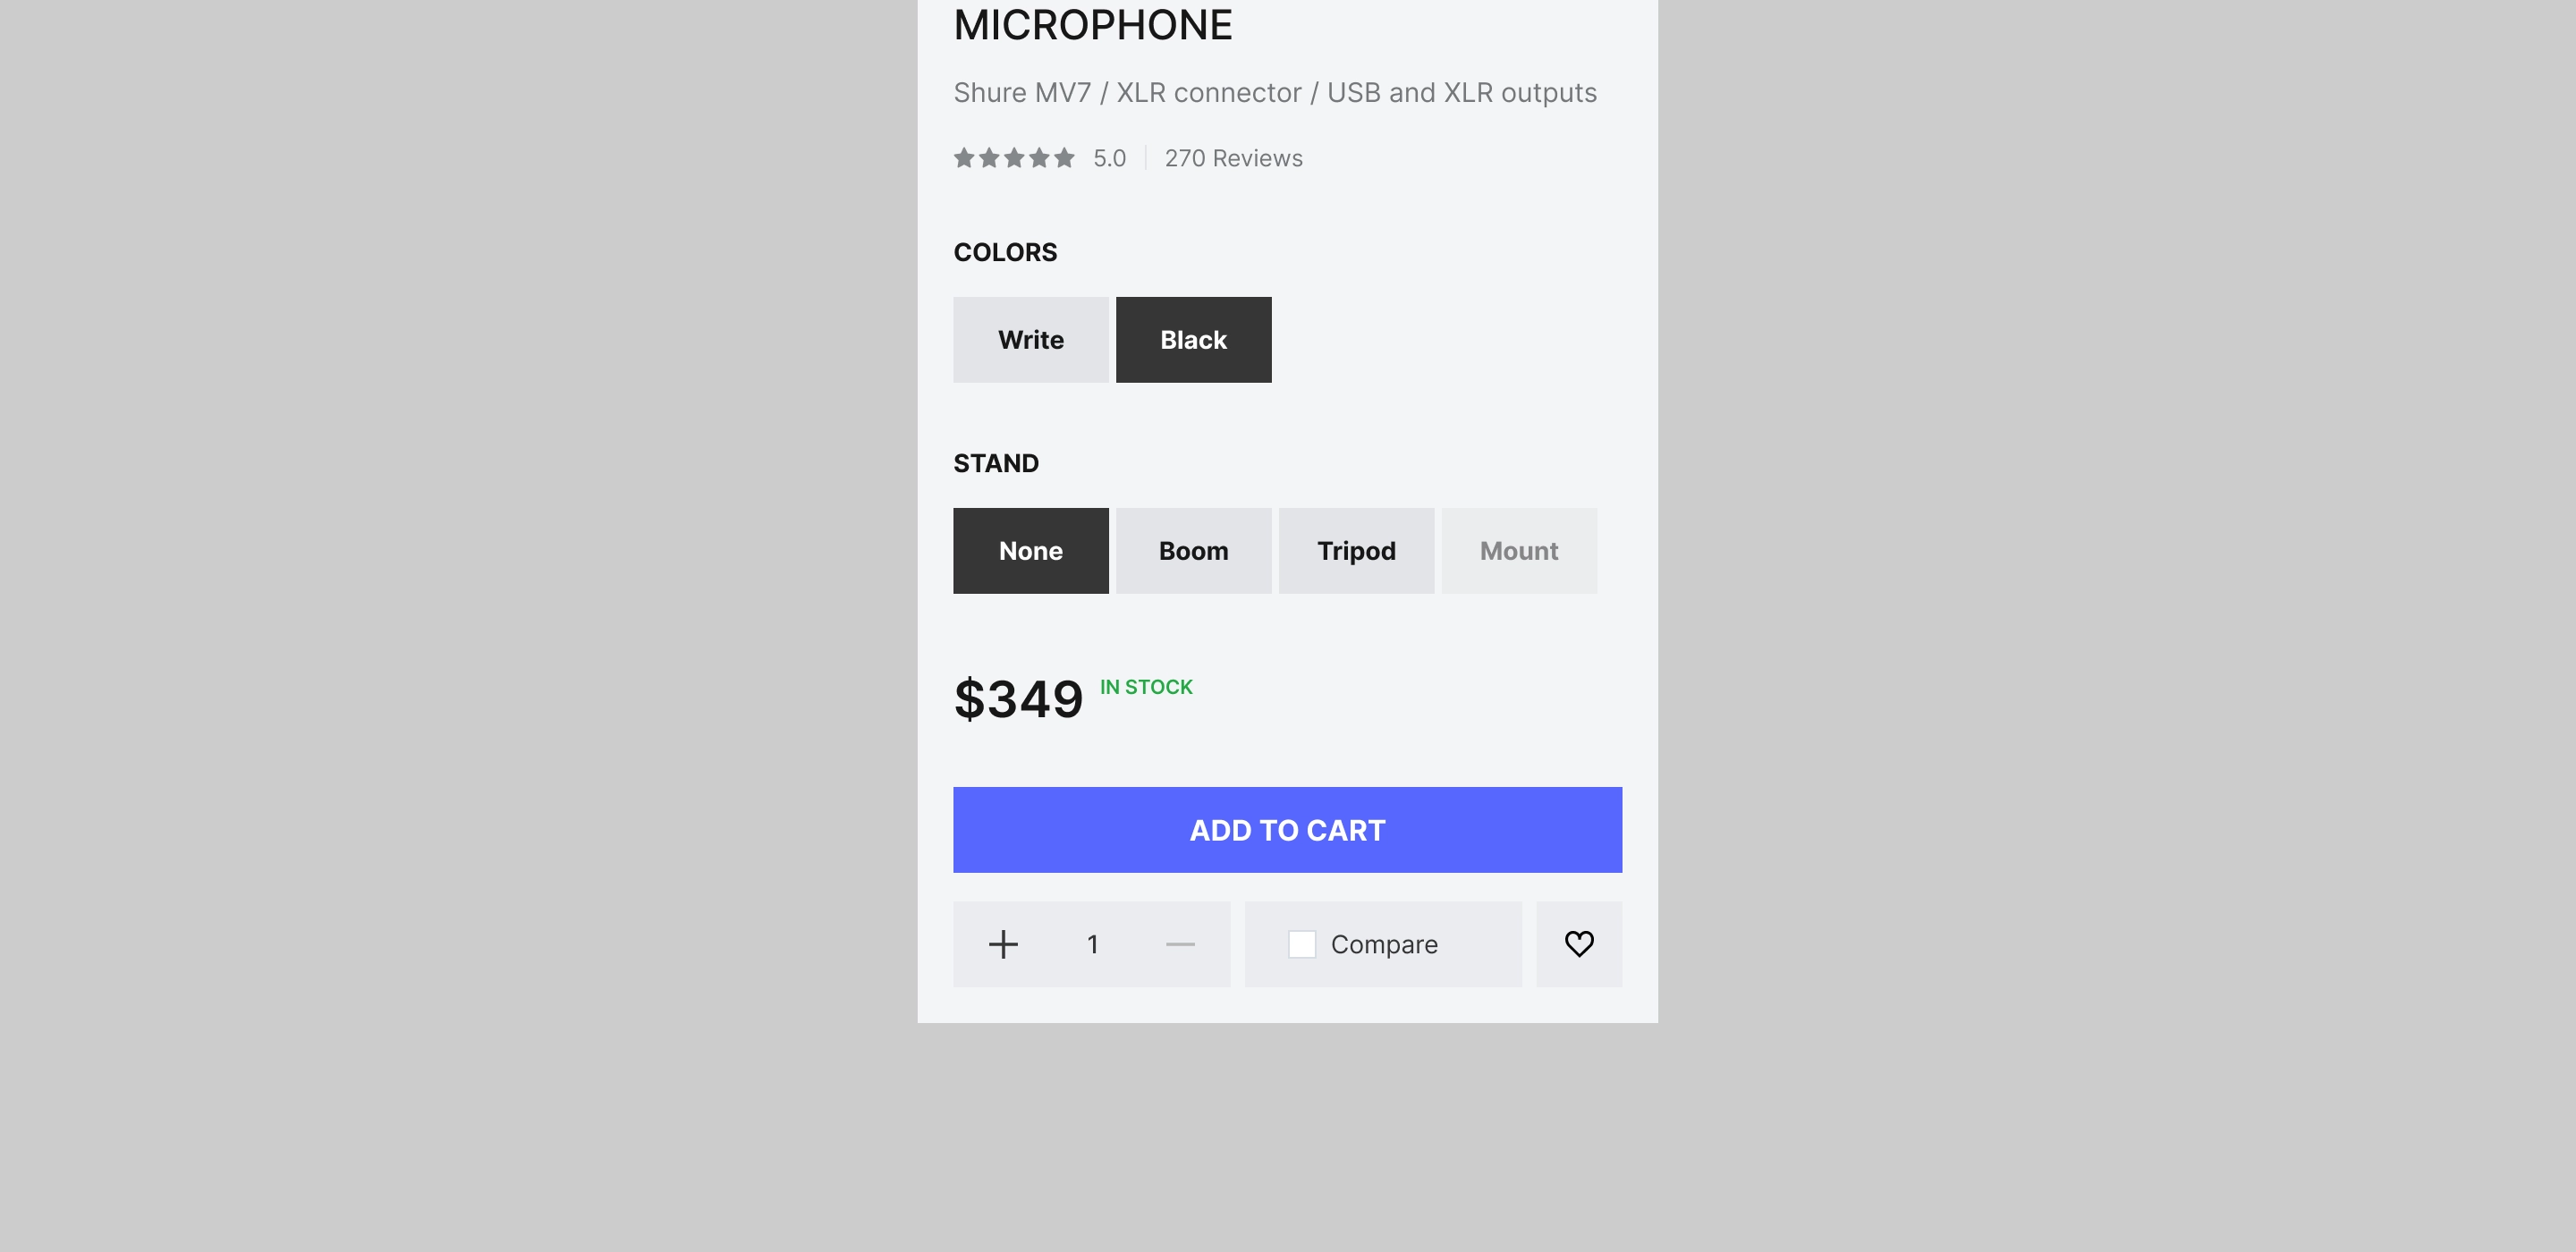 MICROPHONE
Shure MV7 / XLR connector / USB and XLR outputs
5.0 270 Reviews
COLORS
Write Black
STAND
None Boom Tripod Mount
$349 IN STOCK
ADD TO CART
1 Compare